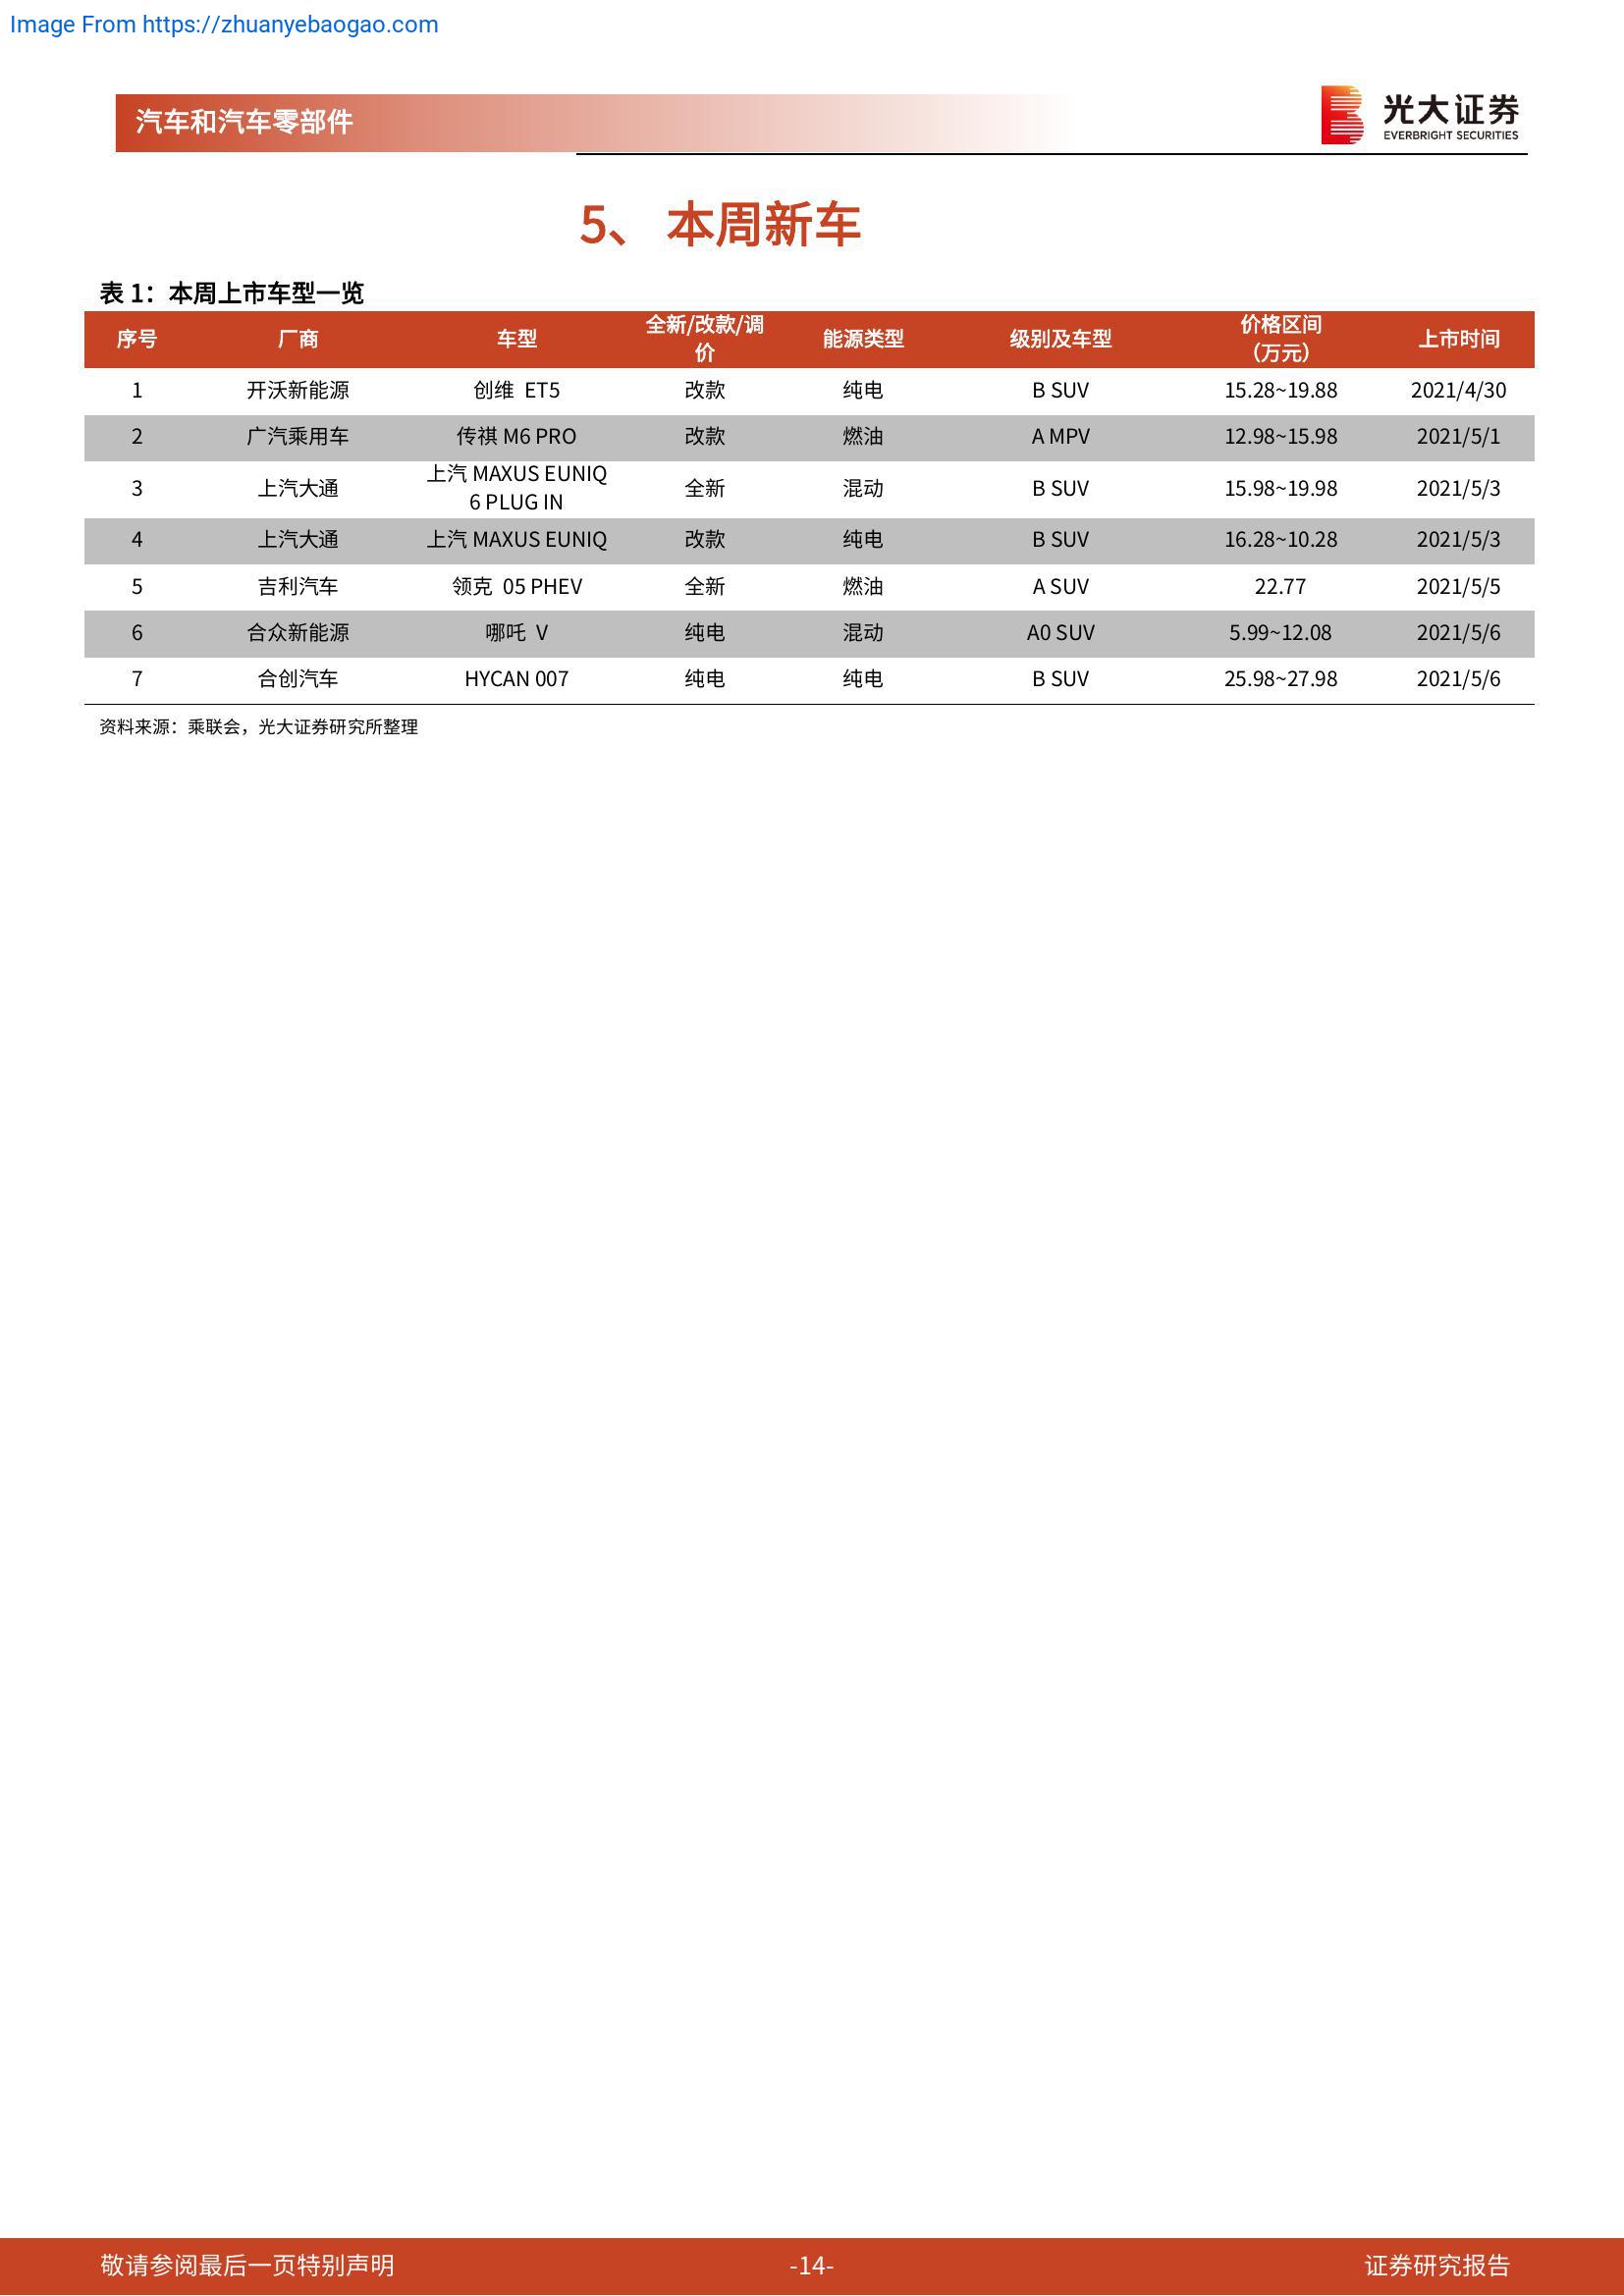 Image From https://zhuanyebaogao.com
汽车和汽车零部件
光大证券
EVERBRIGHT SECURITIES
5、 本周新车
表 1：本周上市车型一览
序号 厂商 车型 全新/改款/调价 能源类型 级别及车型 价格区间（万元） 上市时间
1 开沃新能源 创维 ET5 改款 纯电 B SUV 15.28~19.88 2021/4/30
2 广汽乘用车 传祺 M6 PRO 改款 燃油 A MPV 12.98~15.98 2021/5/1
3 上汽大通 上汽 MAXUS EUNIQ 6 PLUG IN 全新 混动 B SUV 15.98~19.98 2021/5/3
4 上汽大通 上汽 MAXUS EUNIQ 改款 纯电 B SUV 16.28~10.28 2021/5/3
5 吉利汽车 领克 05 PHEV 全新 燃油 A SUV 22.77 2021/5/5
6 合众新能源 哪吒 V 纯电 混动 A0 SUV 5.99~12.08 2021/5/6
7 合创汽车 HYCAN 007 纯电 纯电 B SUV 25.98~27.98 2021/5/6
资料来源：乘联会，光大证券研究所整理
敬请参阅最后一页特别声明 -14- 证券研究报告